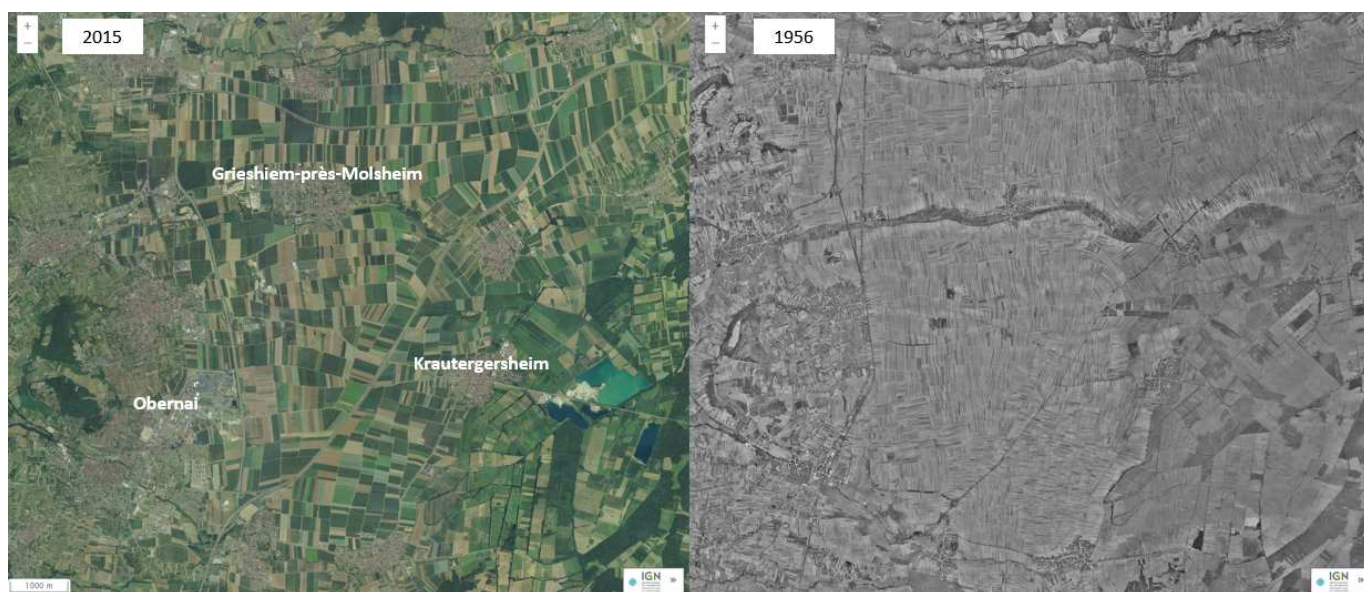 +
2015
–
Grieshiem-près-Molsheim
Krautergersheim
Obernai
1000 m
IGN
»
+
1956
–
IGN
»